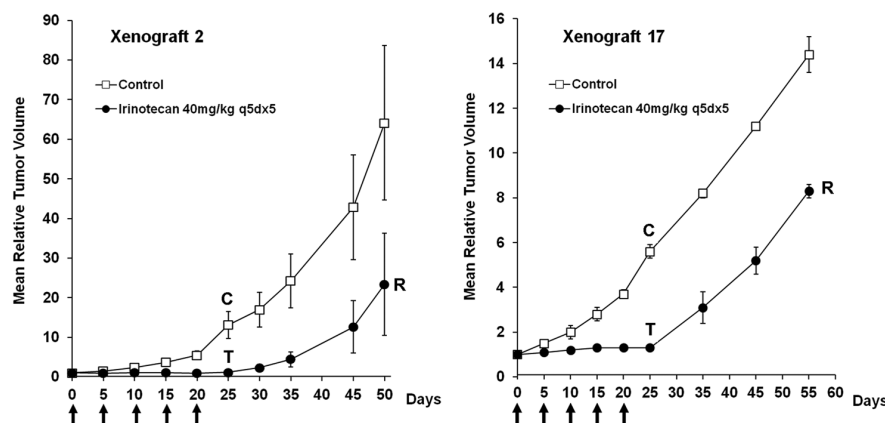 Xenograft 2
Control
Irinotecan 40mg/kg q5dx5
Mean Relative Tumor Volume
90
80
70
60
50
40
30
20
10
0
C
T
R
0 5 10 15 20 25 30 35 40 45 50 Days
Xenograft 17
Control
Irinotecan 40mg/kg q5dx5
Mean Relative Tumor Volume
16
14
12
10
8
6
4
2
0
C
T
R
0 5 10 15 20 25 30 35 40 45 50 55 60 Days